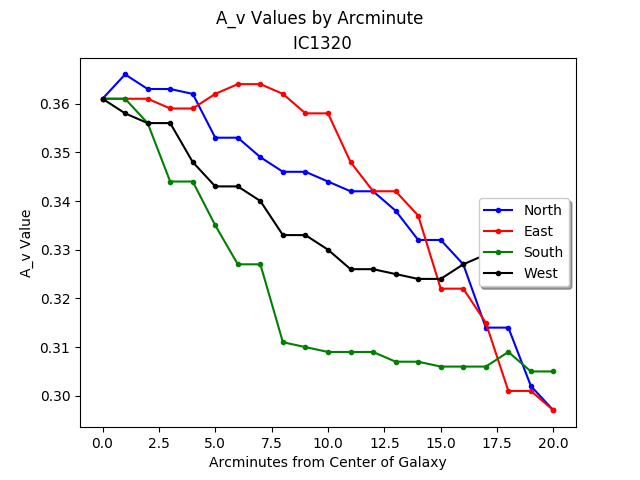 A_v Values by Arcminute
IC1320
A_v Value
0.36
0.35
0.34
0.33
0.32
0.31
0.30
North
East
South
West
0.0 2.5 5.0 7.5 10.0 12.5 15.0 17.5 20.0
Arcminutes from Center of Galaxy